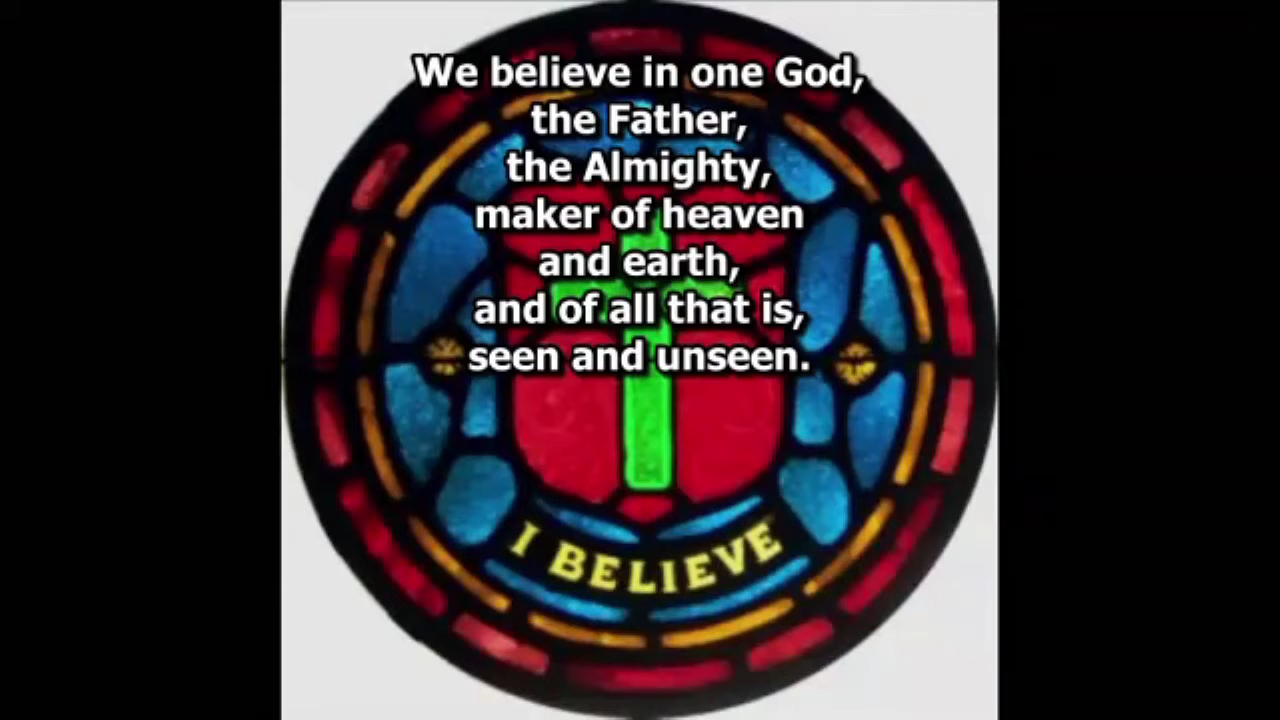 We believe in one God,
the Father,
the Almighty,
maker of heaven
and earth,
and of all that is,
seen and unseen.
I BELIEVE